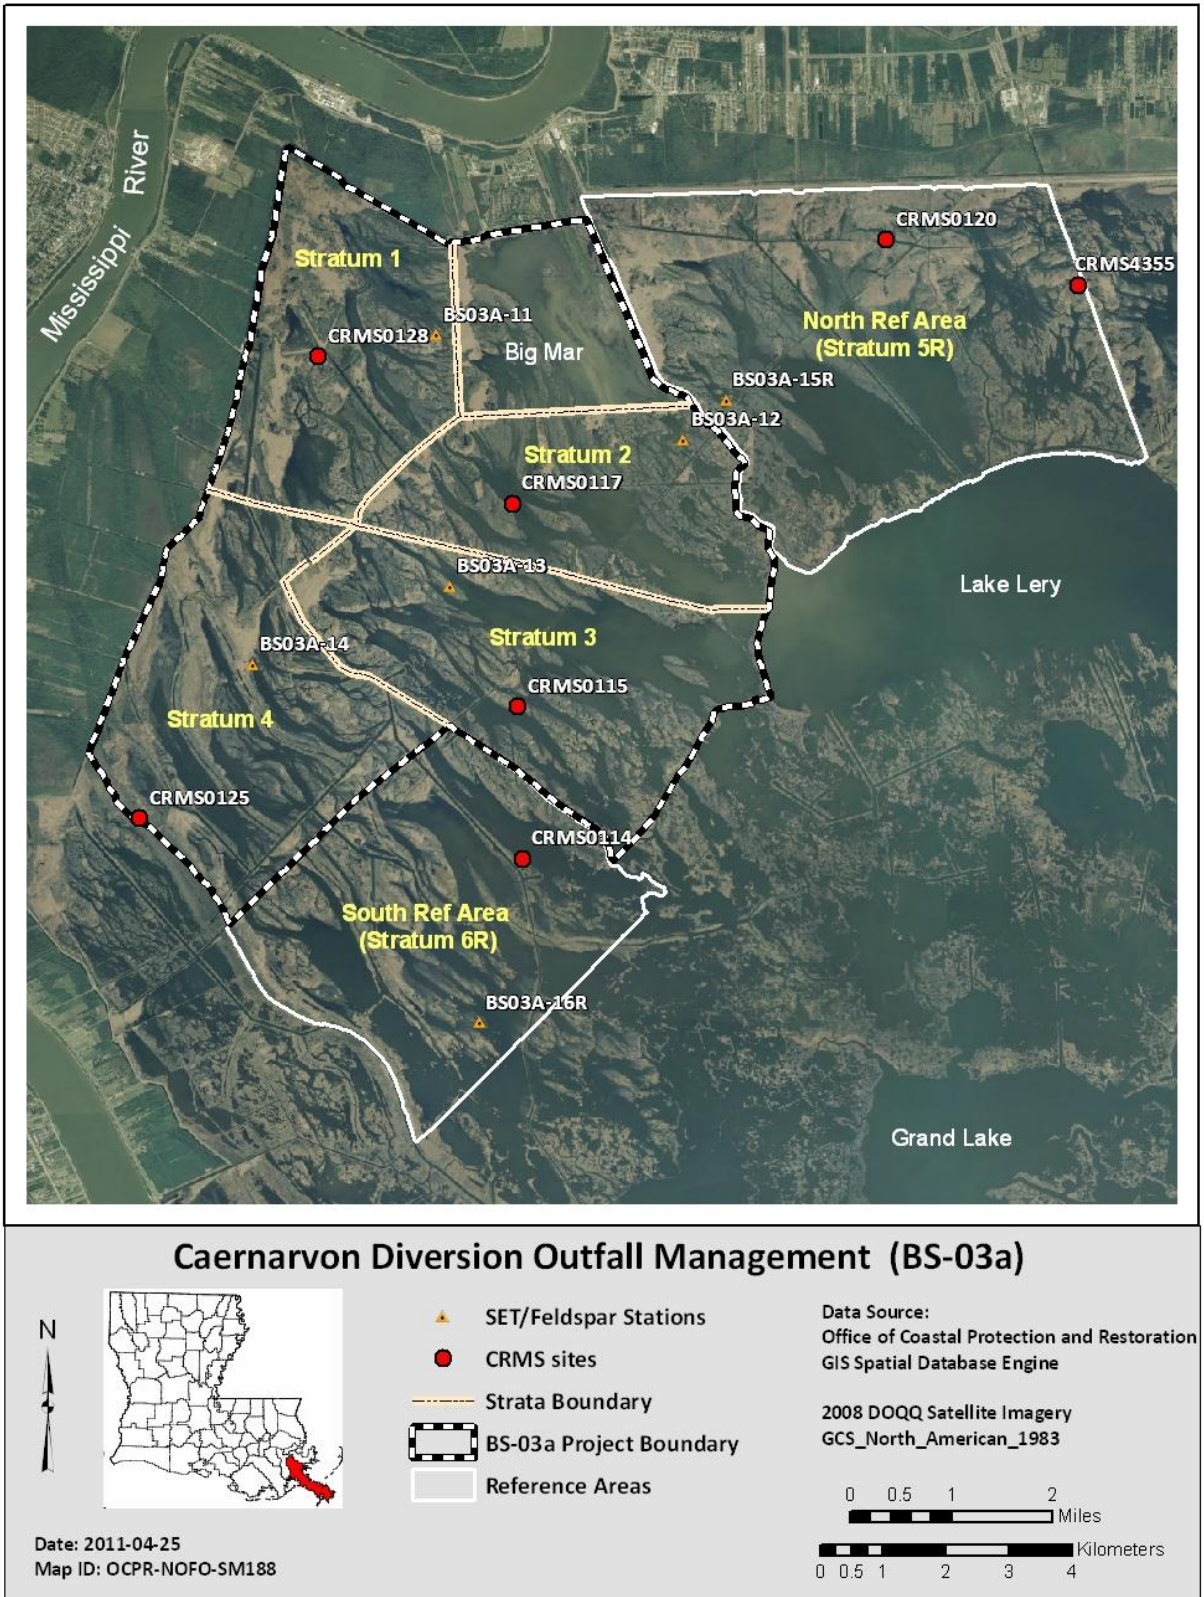 Mississippi River
Stratum 1
BS03A-11
CRMS0128
Big Mar
CRMS0120
CRMS4355
North Ref Area
(Stratum 5R)
BS03A-15R
BS03A-12
Stratum 2
CRMS0117
BS03A-13
Lake Lery
Stratum 3
BS03A-14
CRMS0115
Stratum 4
CRMS0125
CRMS0114
South Ref Area
(Stratum 6R)
BS03A-16R
Grand Lake
Caernarvon Diversion Outfall Management (BS-03a)
N
SET/Feldspar Stations
CRMS sites
Strata Boundary
BS-03a Project Boundary
Reference Areas
Data Source:
Office of Coastal Protection and Restoration
GIS Spatial Database Engine
2008 DOQQ Satellite Imagery
GCS_North_American_1983
0 0.5 1 2
Miles
Kilometers
0 0.5 1 2 3 4
Date: 2011-04-25
Map ID: OCPR-NOFO-SM188